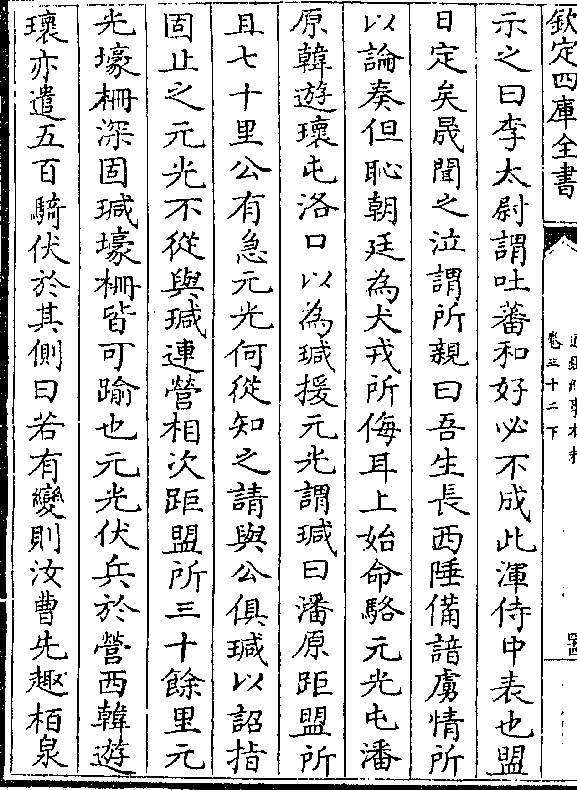 欽定四庫全書
卷三十二下
示之曰李太尉謂吐蕃和好必不成此渾侍中表也盟
日定矣晟聞之泣謂所親曰吾生長西陲備諳虜情所
以論奏但恥朝廷為犬戎所侮耳上始命駱元光屯潘
原韓遊瓌屯洛口以為瑊援元光謂瑊曰潘原距盟所
且七十里公有急元光何從知之請與公俱瑊以詔指
固止之元光不從與瑊連營相次距盟所三十餘里元
光壕柵深固瑊壕柵皆可踰也元光伏兵於營西韓遊
瓌亦遣五百騎伏於其側曰若有變則汝曹先趣柏泉